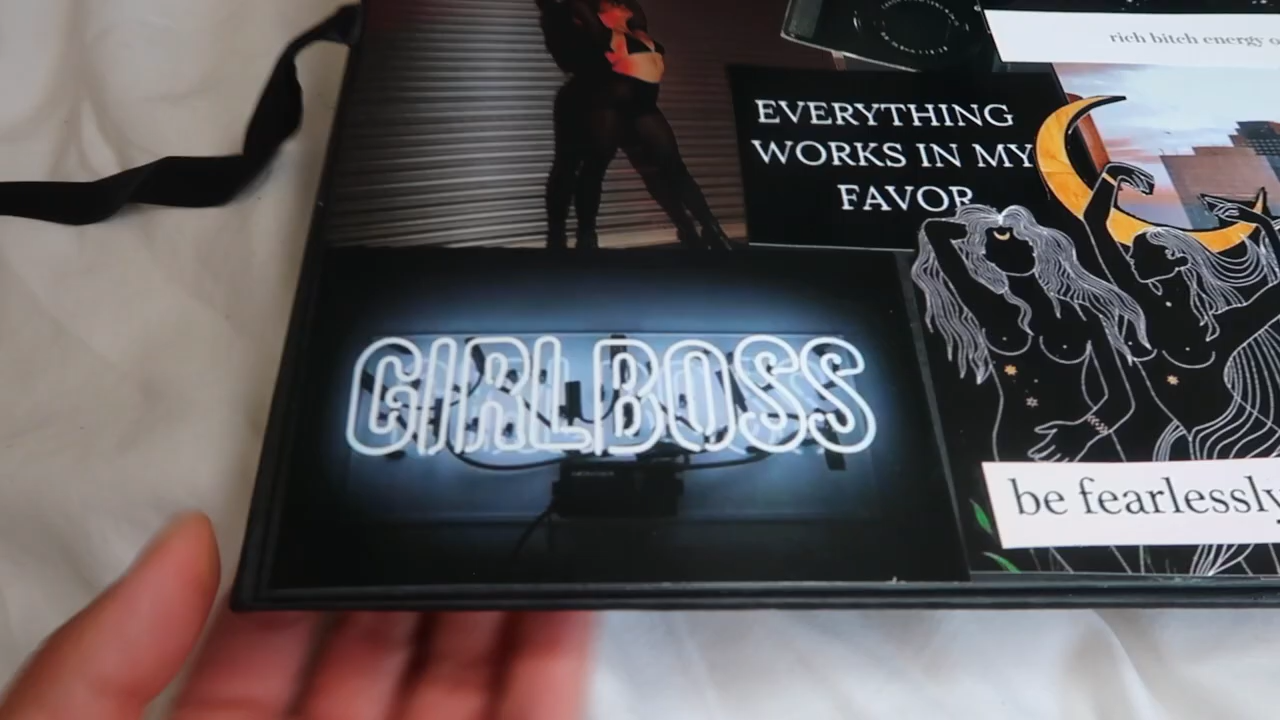 rich bitch energy o
EVERYTHING
WORKS IN MY
FAVOR
GIRLBOSS
be fearlessly